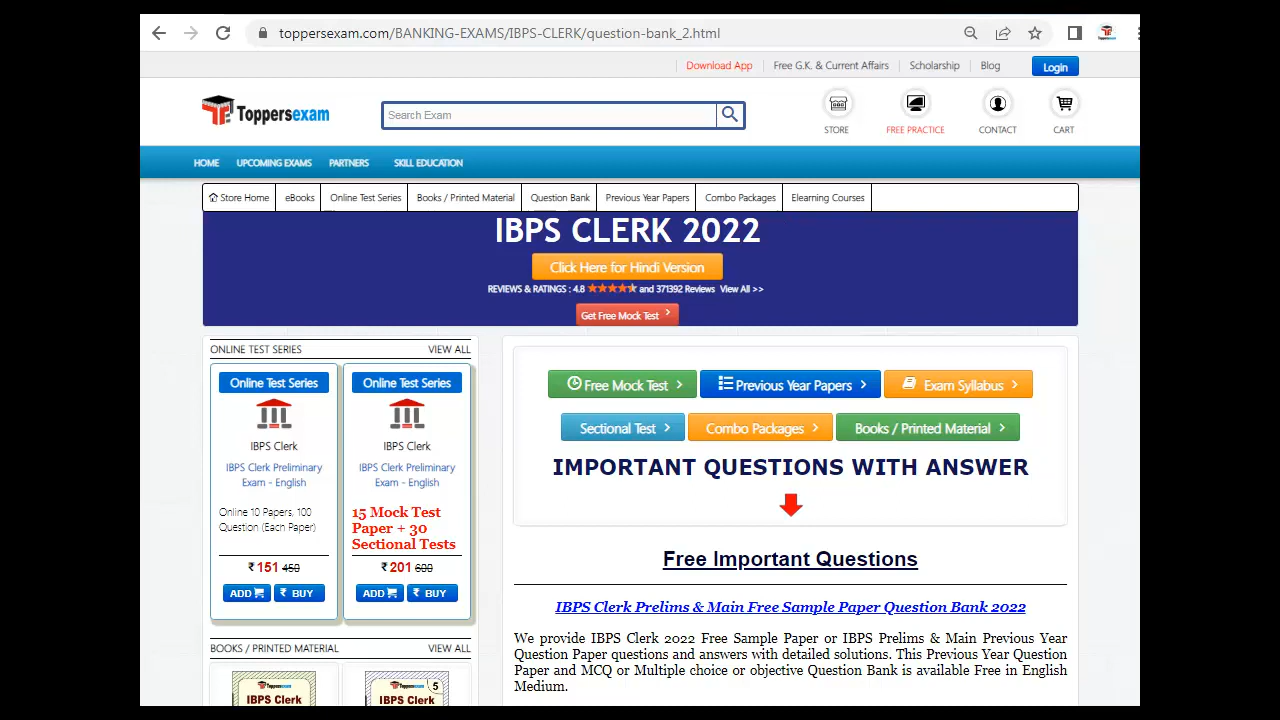 toppersexam.com/BANKING-EXAMS/IBPS-CLERK/question-bank_2.html
Download App
Free G.K. & Current Affairs
Scholarship
Blog
Login
Toppersexam
Search Exam
STORE
FREE PRACTICE
CONTACT
CART
HOME
UPCOMING EXAMS
PARTNERS
SKILL EDUCATION
Store Home
eBooks
Online Test Series
Books / Printed Material
Question Bank
Previous Year Papers
Combo Packages
Elearning Courses
IBPS CLERK 2022
Click Here for Hindi Version
REVIEWS & RATINGS : 4.8 and 371392 Reviews View All >>
Get Free Mock Test
ONLINE TEST SERIES
VIEW ALL
Online Test Series
IBPS Clerk
IBPS Clerk Preliminary
Exam - English
Online 10 Papers, 100
Question (Each Paper)
₹ 151 450
ADD
₹ BUY
Online Test Series
IBPS Clerk
IBPS Clerk Preliminary
Exam - English
15 Mock Test
Paper + 30
Sectional Tests
₹ 201 600
ADD
₹ BUY
BOOKS / PRINTED MATERIAL
VIEW ALL
Toppersexam
IBPS Clerk
Toppersexam
5
IBPS Clerk
Free Mock Test
Previous Year Papers
Exam Syllabus
Sectional Test
Combo Packages
Books / Printed Material
IMPORTANT QUESTIONS WITH ANSWER
Free Important Questions
IBPS Clerk Prelims & Main Free Sample Paper Question Bank 2022
We provide IBPS Clerk 2022 Free Sample Paper or IBPS Prelims & Main Previous Year
Question Paper questions and answers with detailed solutions. This Previous Year Question
Paper and MCQ or Multiple choice or objective Question Bank is available Free in English
Medium.